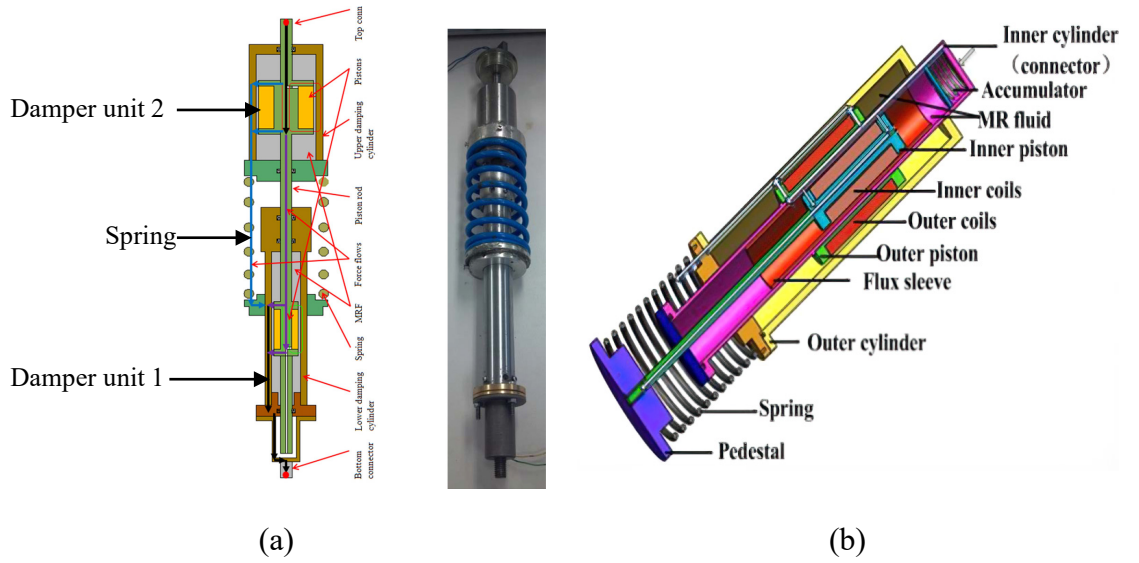 Damper unit 2
Spring
Damper unit 1
Top conn
Pistons
Upper damping
cylinder
Piston rod
Force flows
MRF
Spring
Lower damping
cylinder
Bottom
connector
(a)
Inner cylinder
(connector)
Accumulator
MR fluid
Inner piston
Inner coils
Outer coils
Outer piston
Flux sleeve
Outer cylinder
Spring
Pedestal
(b)